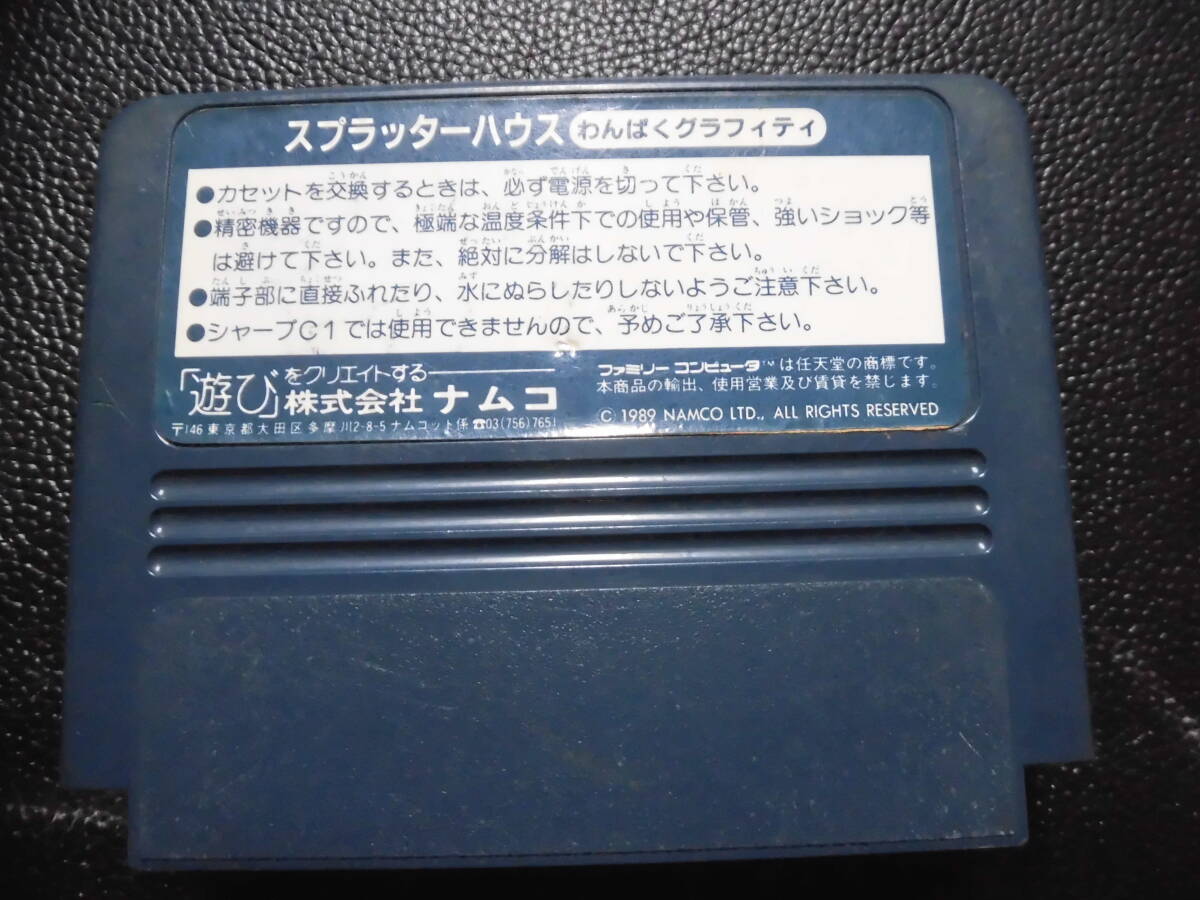 スプラッターハウス わんぱくグラフィティ
●カセットを交換するときは、必ず電源を切って下さい。
●精密機器ですので、極端な温度条件下での使用や保管、強いショック等
は避けて下さい。また、絶対に分解はしないで下さい。
●端子部に直接ふれたり、水にぬらしたりしないようご注意下さい。
●シャープC1では使用できませんので、予めご了承下さい。
「遊び」をクリエイトする
株式会社 ナムコ
〒146 東京都大田区多摩川2-8-5 ナムコット係 ☎03(756)7651
ファミリー コンピュータ™は任天堂の商標です。
本商品の輸出、使用営業及び賃貸を禁じます。
© 1989 NAMCO LTD., ALL RIGHTS RESERVED